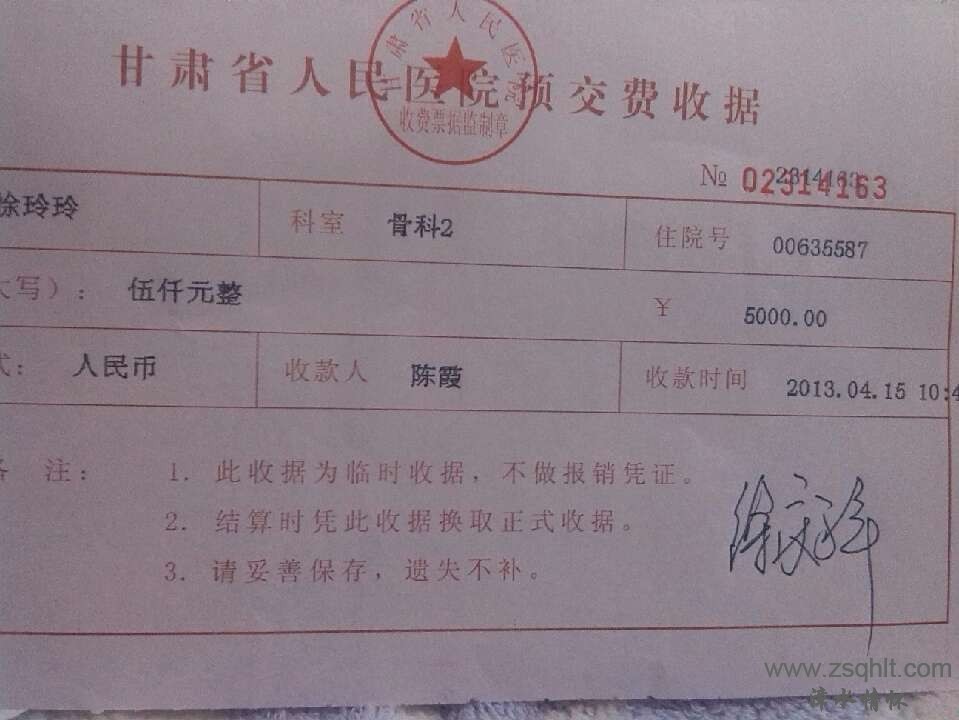 甘肃省人民医院
收费票据监制章
甘肃省人民医院预交费收据
№ 02314163
2314163
徐玲玲 科室 骨科2 住院号 00635587
大写): 伍仟元整 ¥ 5000.00
式: 人民币 收款人 陈霞 收款时间 2013.04.15 10:4
备 注: 1. 此收据为临时收据，不做报销凭证。
2. 结算时凭此收据换取正式收据。
3. 请妥善保存，遗失不补。
www.zsqhlt.com